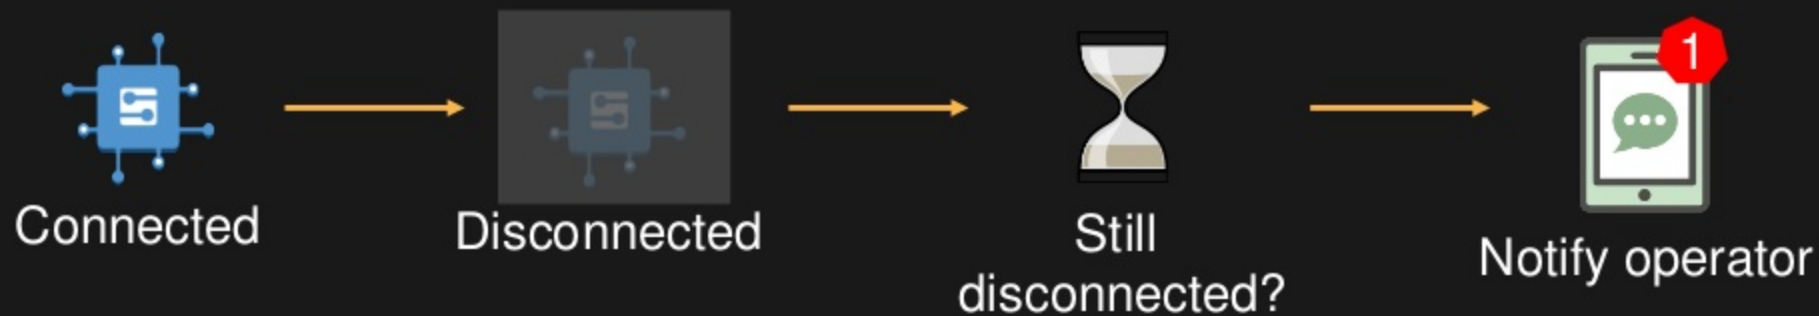 Connected
Disconnected
Still
disconnected?
1
Notify operator